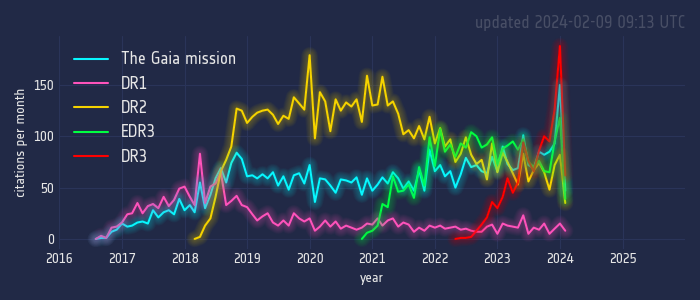 updated 2024-02-09 09:13 UTC
The Gaia mission
DR1
DR2
EDR3
DR3
citations per month
150
100
50
0
2016 2017 2018 2019 2020 2021 2022 2023 2024 2025
year